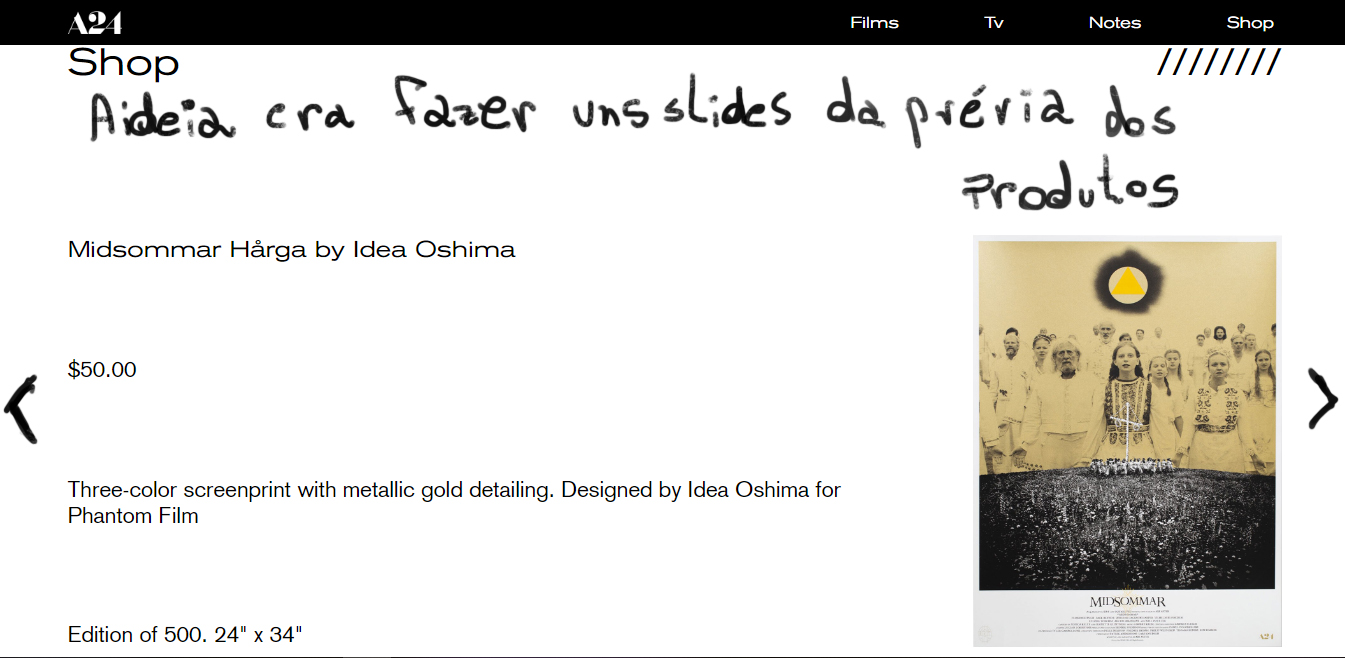 A24 Films Tv Notes Shop
Shop ////////
A ideia era fazer uns slides da prévia dos
Produtos
Midsommar Hårga by Idea Oshima
$50.00
Three-color screenprint with metallic gold detailing. Designed by Idea Oshima for
Phantom Film
Edition of 500. 24" x 34"
MIDSOMMAR
A24